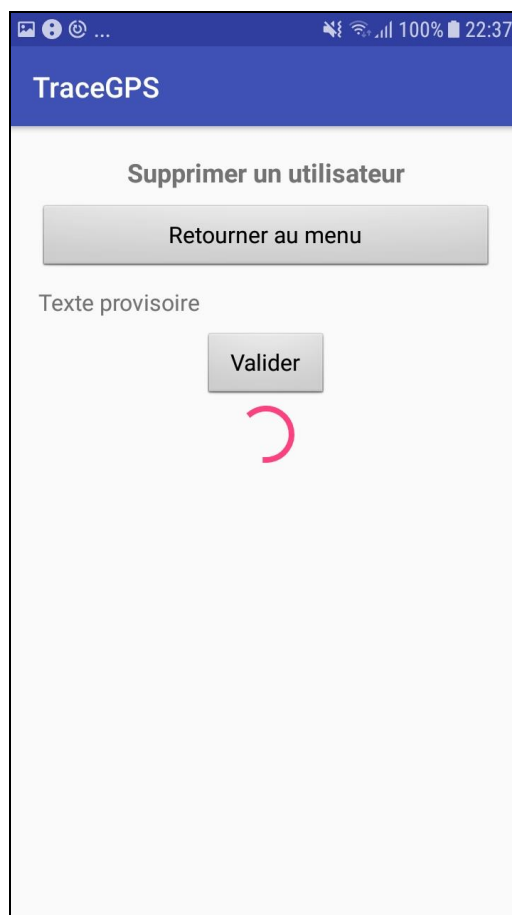 ... 100% 22:37
TraceGPS
Supprimer un utilisateur
Retourner au menu
Texte provisoire
Valider